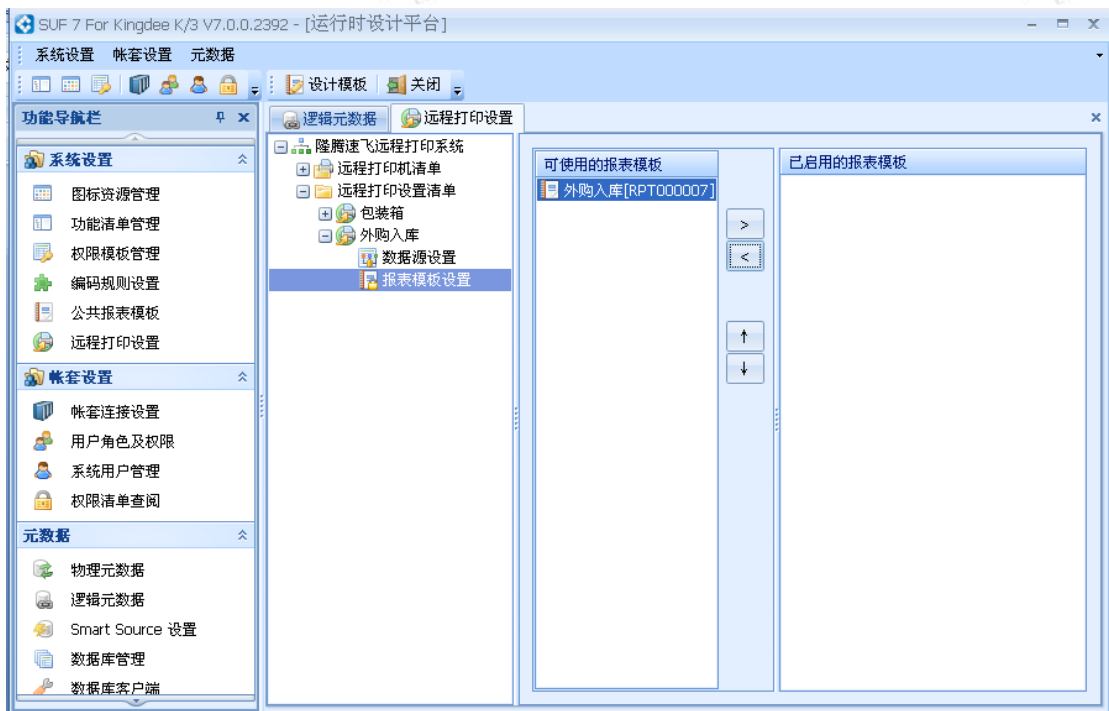 SUF 7 For Kingdee K/3 V7.0.0.2392 - [运行时设计平台]
系统设置 帐套设置 元数据
设计模板 关闭
功能导航栏
系统设置
图标资源管理
功能清单管理
权限模板管理
编码规则设置
公共报表模板
远程打印设置
帐套设置
帐套连接设置
用户角色及权限
系统用户管理
权限清单查阅
元数据
物理元数据
逻辑元数据
Smart Source 设置
数据库管理
数据库客户端
逻辑元数据 远程打印设置
隆腾速飞远程打印系统
远程打印机清单
远程打印设置清单
包装箱
外购入库
数据源设置
报表模板设置
可使用的报表模板
外购入库[RPT000007]
>
<
↑
↓
已启用的报表模板